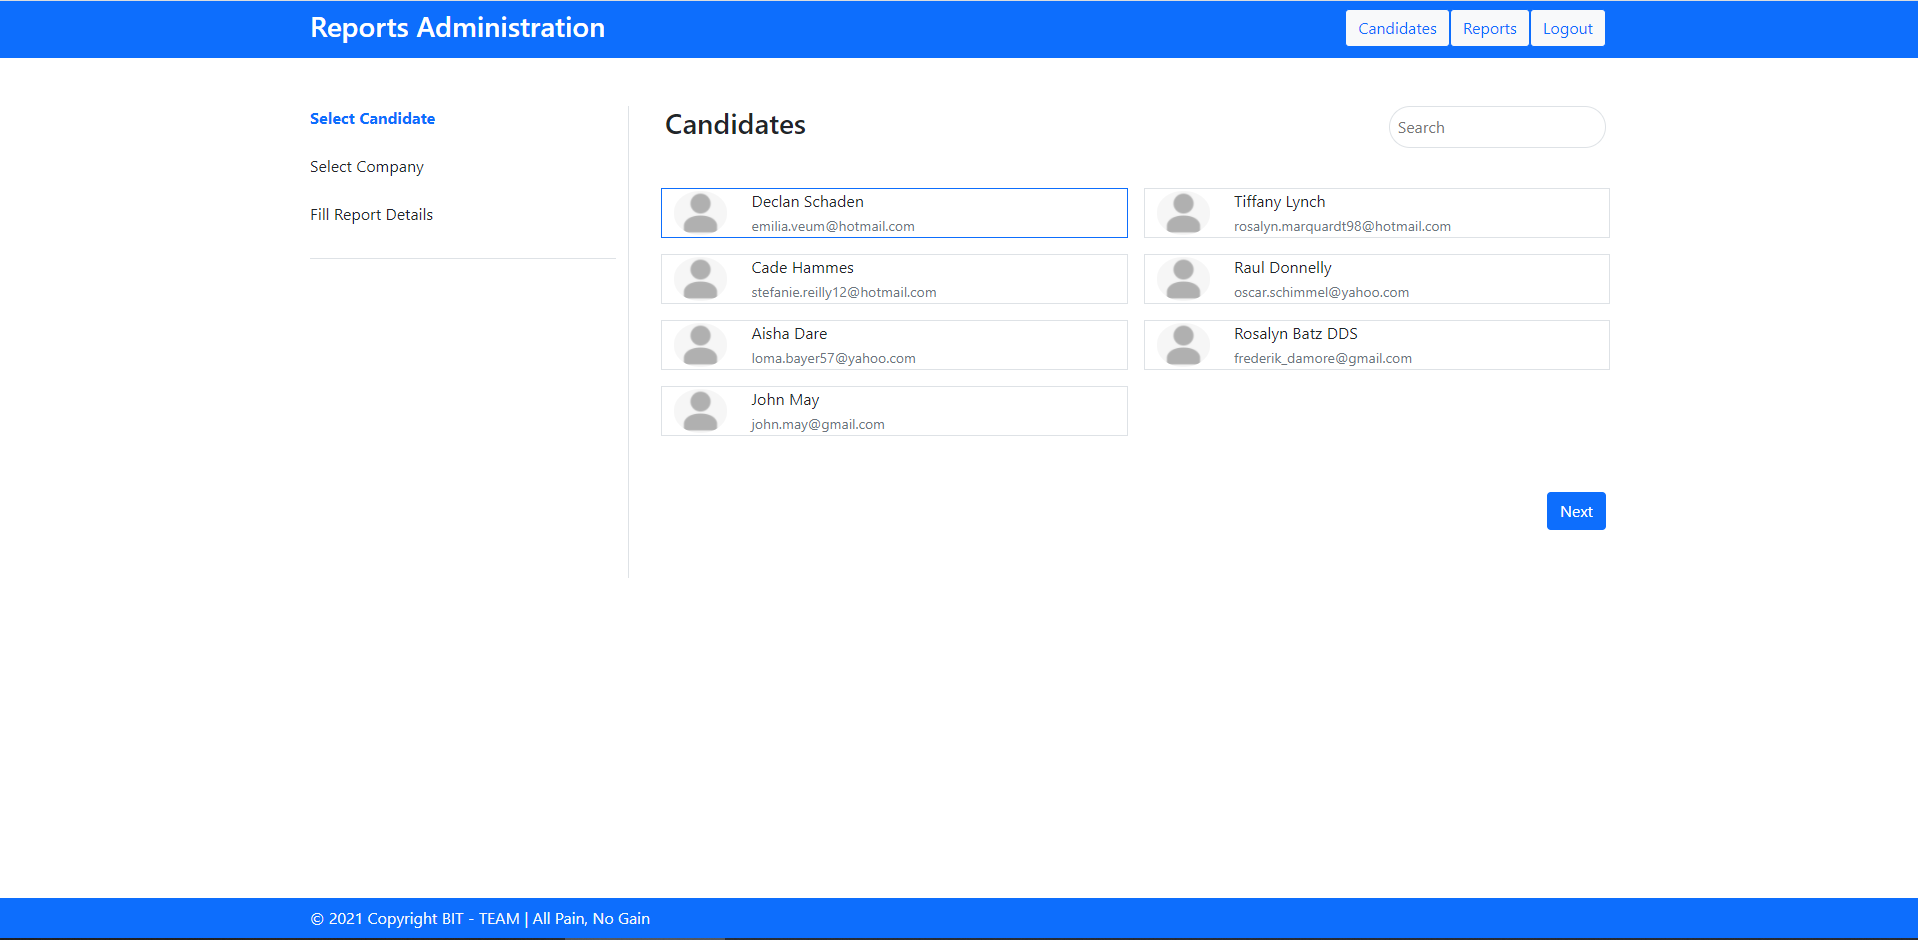 Reports Administration
Candidates
Reports
Logout
Select Candidate
Select Company
Fill Report Details
Candidates
Search
Declan Schaden
emilia.veum@hotmail.com
Tiffany Lynch
rosalyn.marquardt98@hotmail.com
Cade Hammes
stefanie.reilly12@hotmail.com
Raul Donnelly
oscar.schimmel@yahoo.com
Aisha Dare
loma.bayer57@yahoo.com
Rosalyn Batz DDS
frederik_damore@gmail.com
John May
john.may@gmail.com
Next
© 2021 Copyright BIT - TEAM | All Pain, No Gain